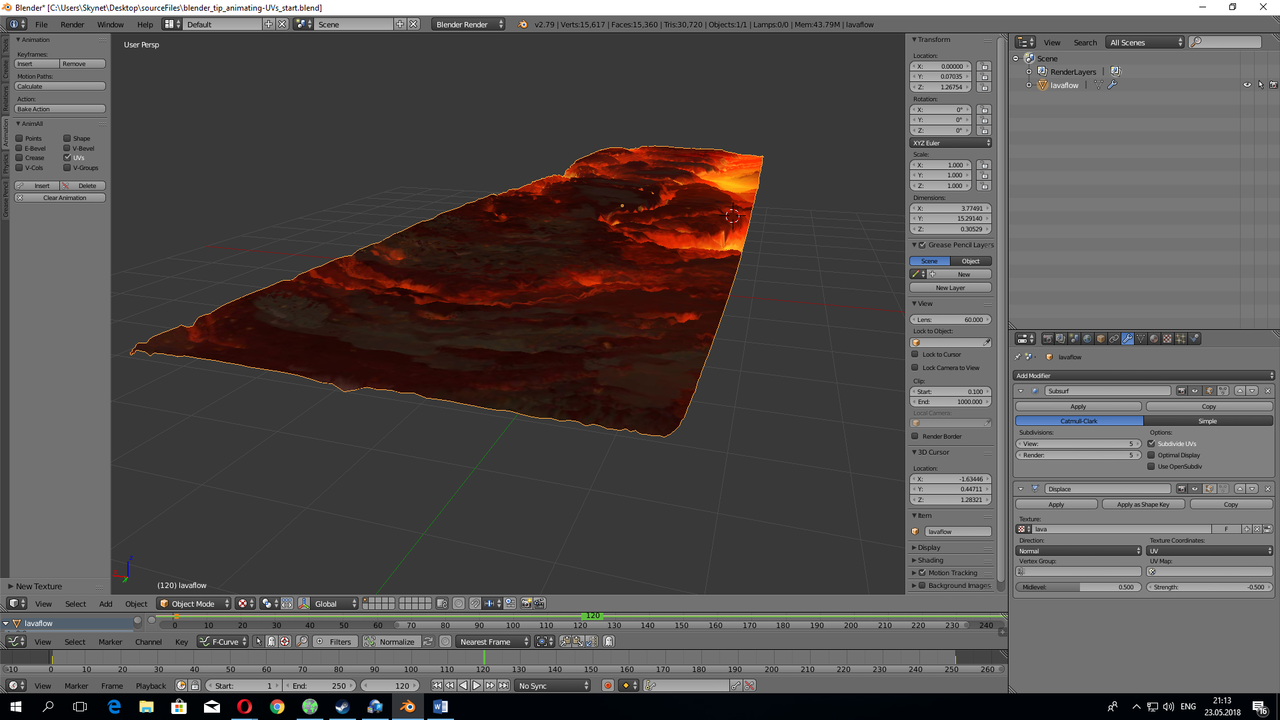 Blender* [C:\Users\Skynet\Desktop\sourceFiles\blender_tip_animating-UVs_start.blend]
File Render Window Help Default Scene Blender Render v2.79 | Verts:15,617 | Faces:15,360 | Tris:30,720 | Objects:1/1 | Lamps:0/0 | Mem:43.79M | lavaflow
Tools
Create
Relations
Animation
Physics
Grease Pencil
Animation
Keyframes:
Insert Remove
Motion Paths:
Calculate
Action:
Bake Action
AnimAll
Points Shape
E-Bevel V-Bevel
Crease UVs
V-Cols V-Groups
Insert Delete
Clear Animation
New Texture
User Persp
(120) lavaflow
Transform
Location:
X: 0.00000
Y: 0.07035
Z: 1.26754
Rotation:
X: 0°
Y: 0°
Z: 0°
XYZ Euler
Scale:
X: 1.000
Y: 1.000
Z: 1.000
Dimensions:
X: 3.77491
Y: 15.29140
Z: 0.30529
Grease Pencil Layers
Scene Object
New
New Layer
View
Lens: 60.000
Lock to Object:
Lock to Cursor
Lock Camera to View
Clip:
Start: 0.100
End: 1000.000
Local Camera:
Render Border
3D Cursor
Location:
X: -1.63446
Y: 0.44711
Z: 1.28321
Item
lavaflow
Display
Shading
Motion Tracking
Background Images
View Search All Scenes
Scene
RenderLayers
lavaflow
lavaflow
Add Modifier
Subsurf
Apply Copy
Catmull-Clark Simple
Subdivisions: Options:
View: 5 Subdivide UVs
Render: 5 Optimal Display
Use OpenSubdiv
Displace
Apply Apply as Shape Key Copy
Texture:
lava F
Direction: Texture Coordinates:
Normal UV
Vertex Group: UV Map:
Midlevel: 0.500 Strength: -0.500
View Select Add Object Object Mode Global
lavaflow
120
0 10 20 30 40 50 60 70 80 90 100 110 120 130 140 150 160 170 180 190 200 210 220 230 240
View Select Marker Channel Key F-Curve Filters Normalize Nearest Frame
-10 0 10 20 30 40 50 60 70 80 90 100 110 120 130 140 150 160 170 180 190 200 210 220 230 240 250 260
View Marker Frame Playback Start: 1 End: 250 120 No Sync
21:13
23.05.2018
16